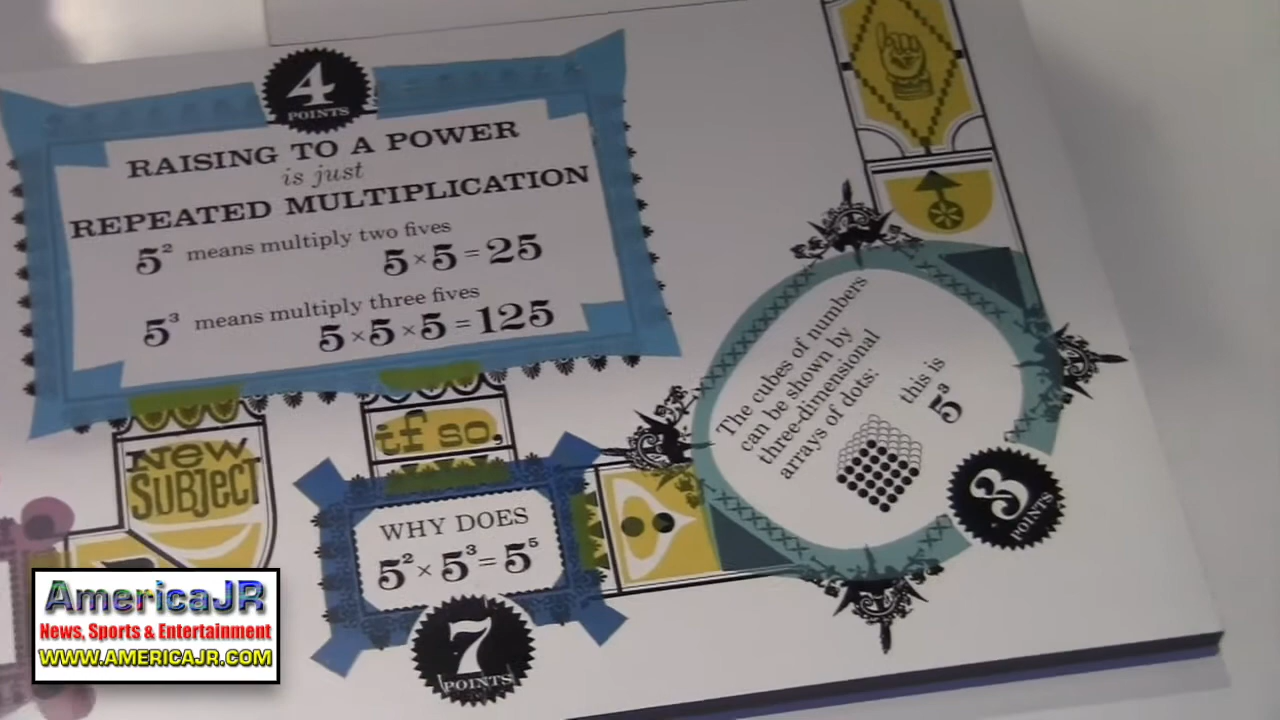 4
POINTS
RAISING TO A POWER
is just
REPEATED MULTIPLICATION
5² means multiply two fives
5 × 5 = 25
5³ means multiply three fives
5 × 5 × 5 = 125
New
SUBJecT
if so,
WHY DOES
5² × 5³ = 5⁵
7
POINTS
The cubes of numbers
can be shown by
three-dimensional
arrays of dots:
this is
5³
3
POINTS
AmericaJR
News, Sports & Entertainment
WWW.AMERICAJR.COM